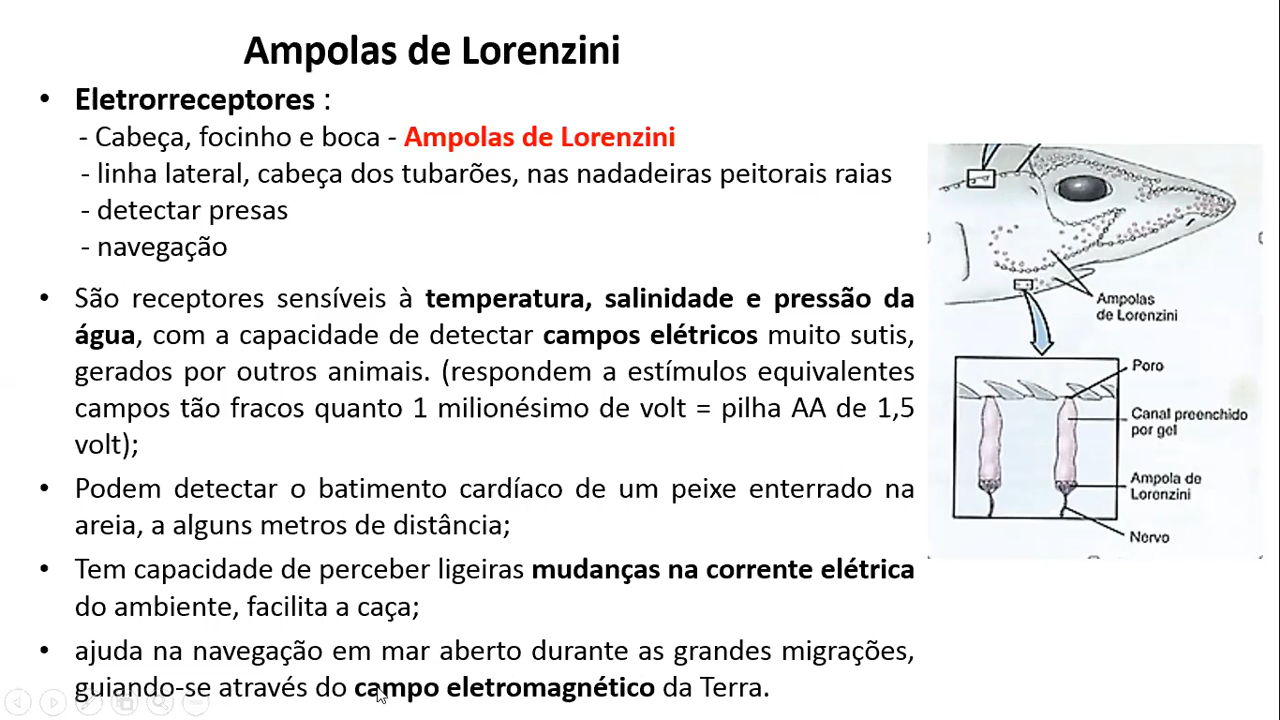 Ampolas de Lorenzini
• Eletrorreceptores :
- Cabeça, focinho e boca - Ampolas de Lorenzini
- linha lateral, cabeça dos tubarões, nas nadadeiras peitorais raias
- detectar presas
- navegação
• São receptores sensíveis à temperatura, salinidade e pressão da
água, com a capacidade de detectar campos elétricos muito sutis,
gerados por outros animais. (respondem a estímulos equivalentes
campos tão fracos quanto 1 milionésimo de volt = pilha AA de 1,5
volt);
• Podem detectar o batimento cardíaco de um peixe enterrado na
areia, a alguns metros de distância;
• Tem capacidade de perceber ligeiras mudanças na corrente elétrica
do ambiente, facilita a caça;
• ajuda na navegação em mar aberto durante as grandes migrações,
guiando-se através do campo eletromagnético da Terra.
Ampolas
de Lorenzini
Poro
Canal preenchido
por gel
Ampola de
Lorenzini
Nervo